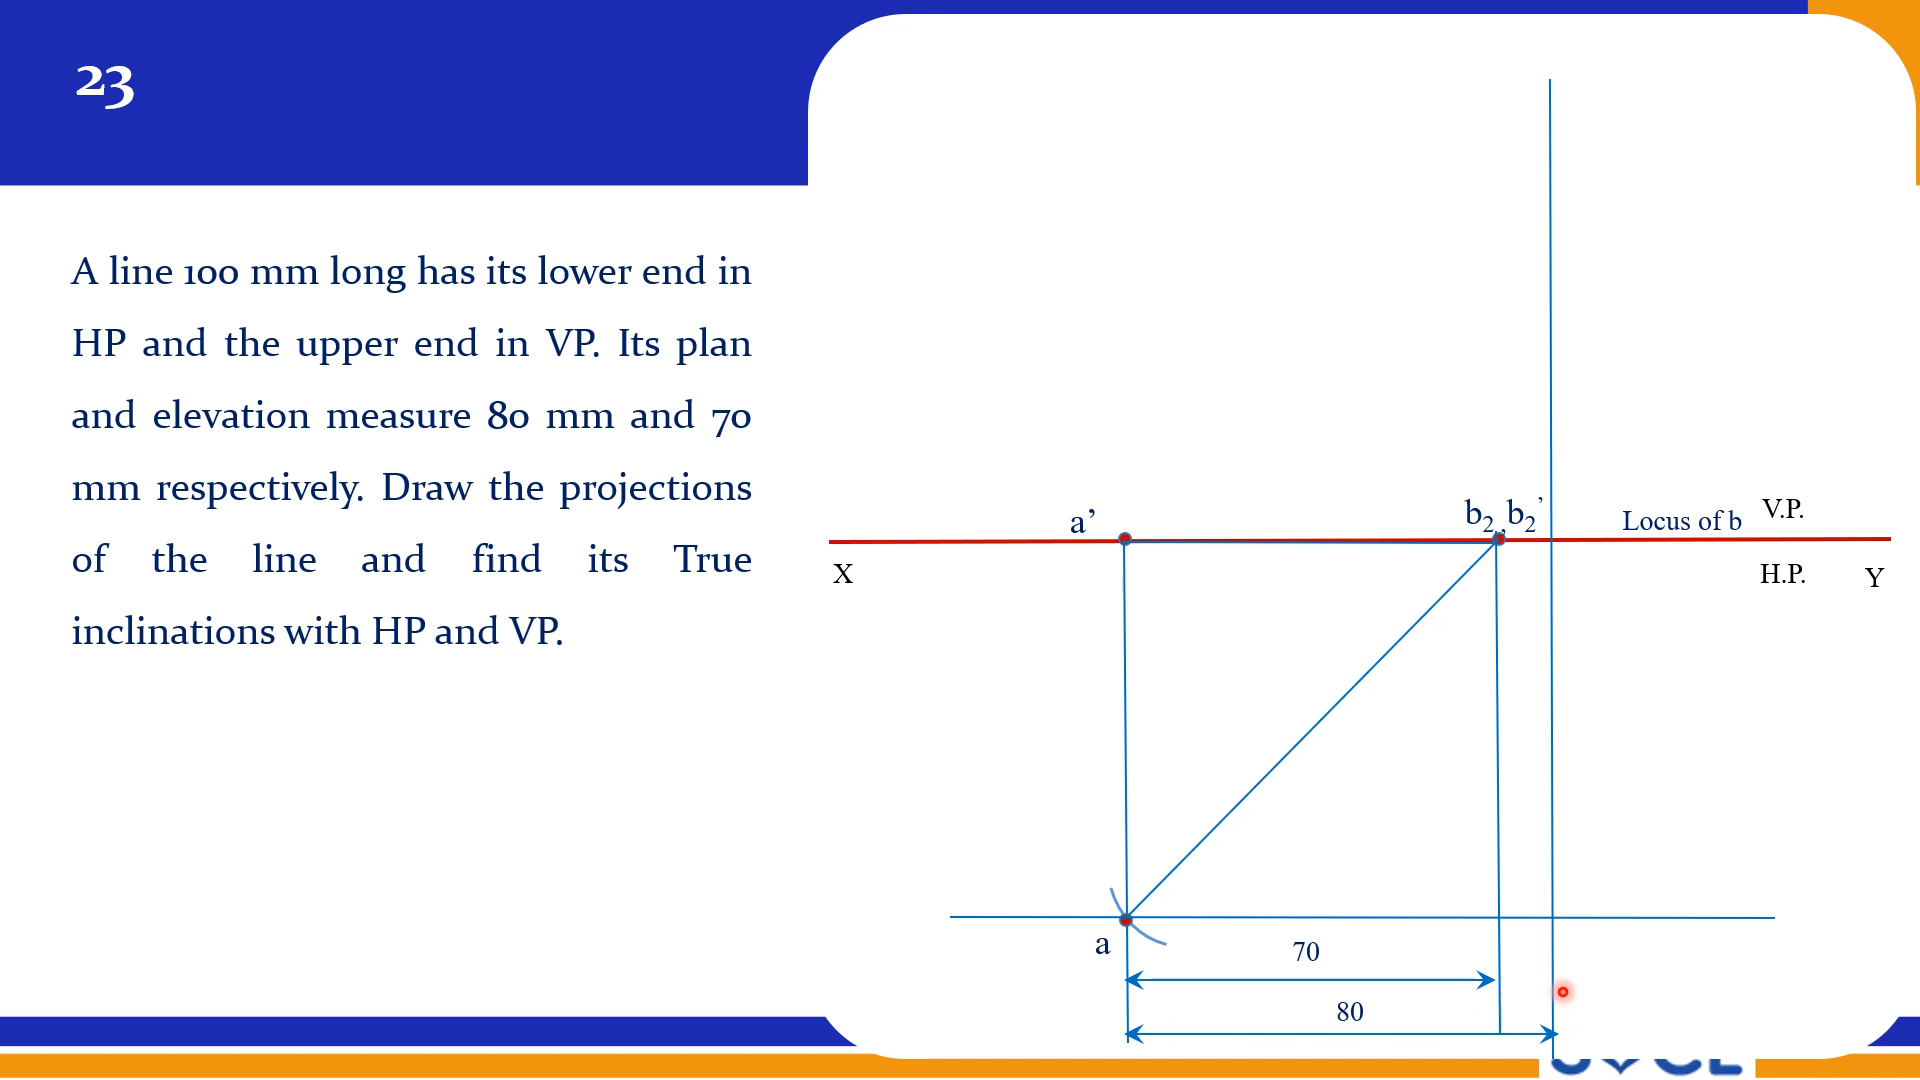 23
A line 100 mm long has its lower end in
HP and the upper end in VP. Its plan
and elevation measure 80 mm and 70
mm respectively. Draw the projections
of the line and find its True
inclinations with HP and VP.
a’ b₂,b₂’ Locus of b V.P.
X H.P. Y
a
70
80